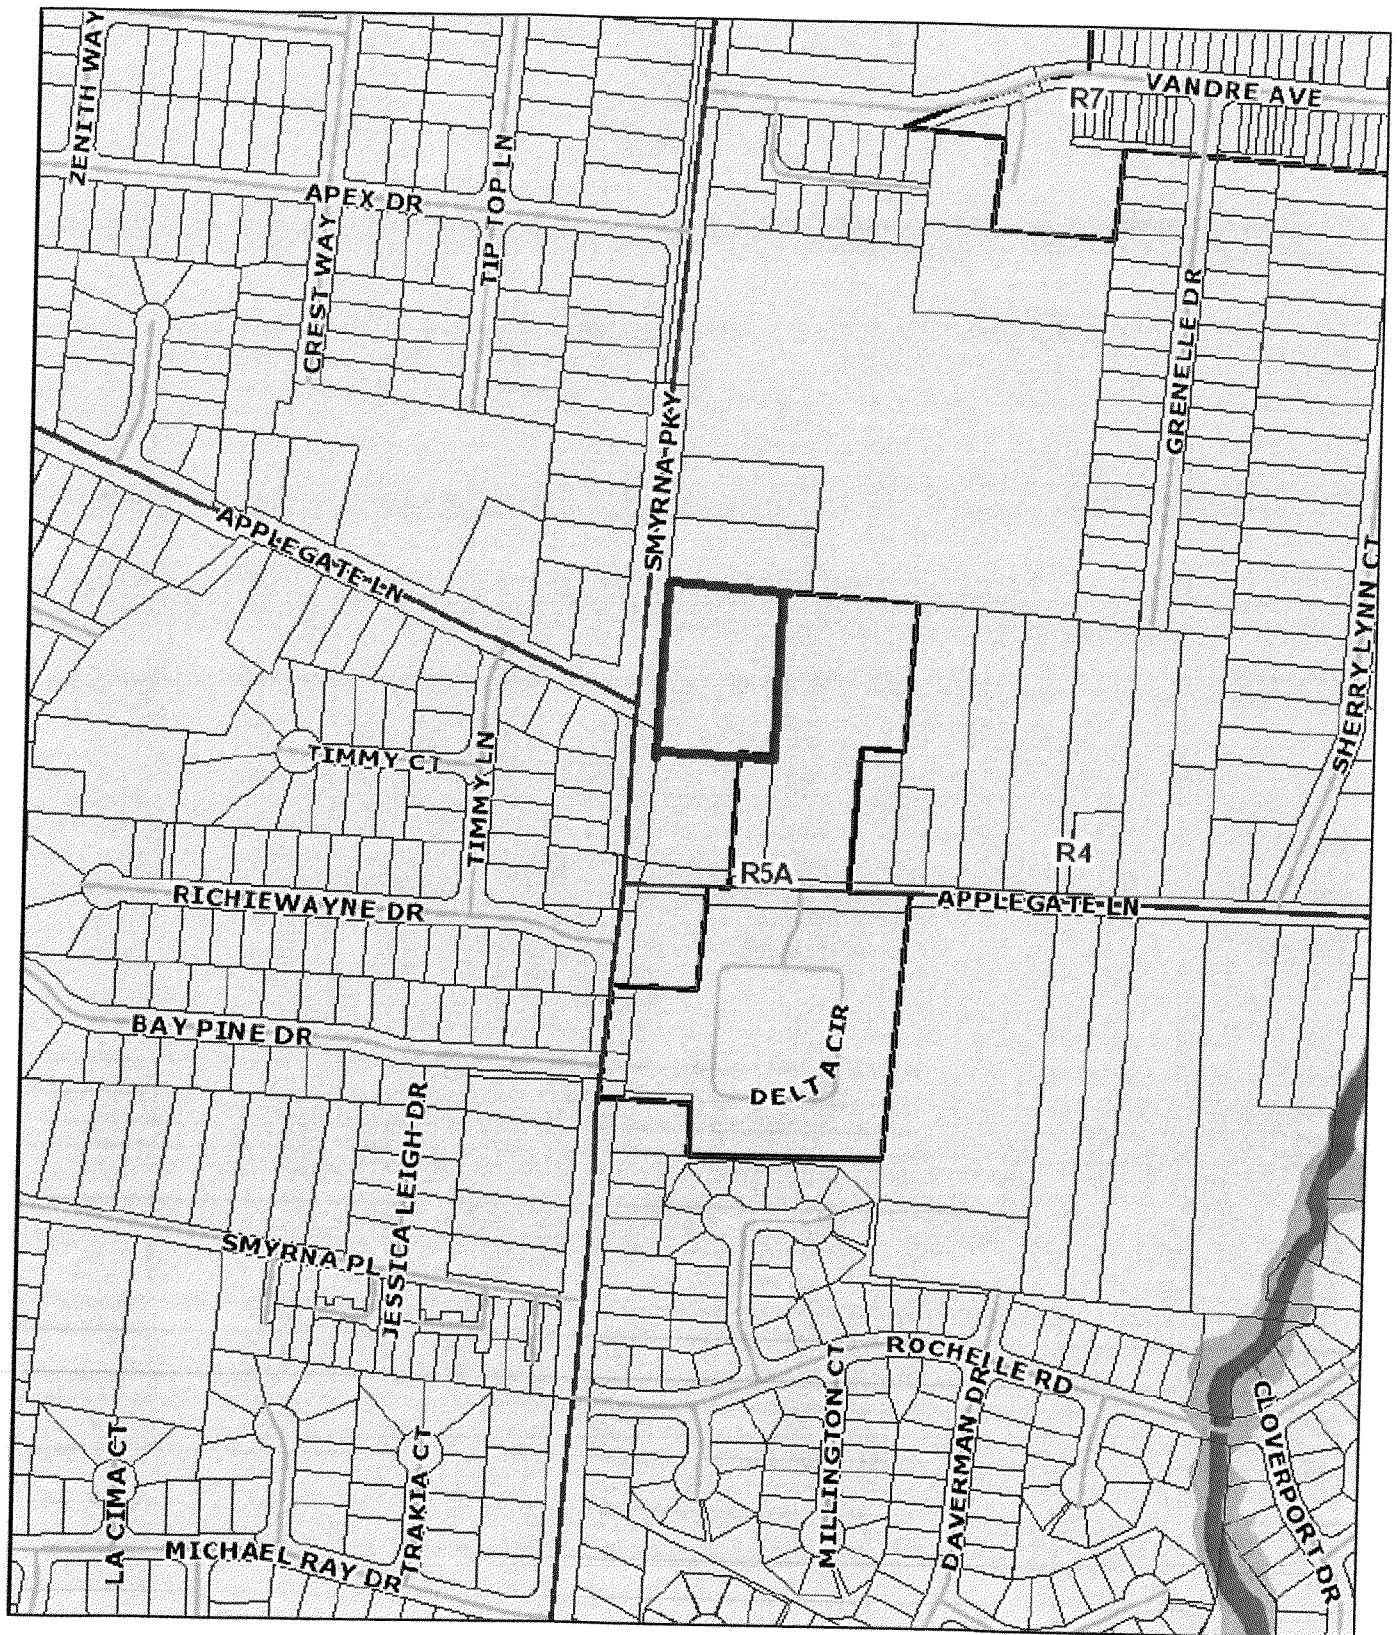 ZENITH WAY
VANDRE AVE
R7
APEX DR
TIP TOP LN
CREST WAY
GRENELLE DR
SMYRNA PKY
APPLEGATE LN
SHERRY LYNN CT
TIMMY CT
TIMMY LN
R4
R5A
RICHIEWAYNE DR
APPLEGATE LN
BAY PINE DR
DELTA CIR
JESSICA LEIGH DR
SMYRNA PL
ROCHELLE RD
MILLINGTON CT
DAVERMAN DR
CLOVERPORT DR
LA CIMA CT
TRAKIA CT
MICHAEL RAY DR